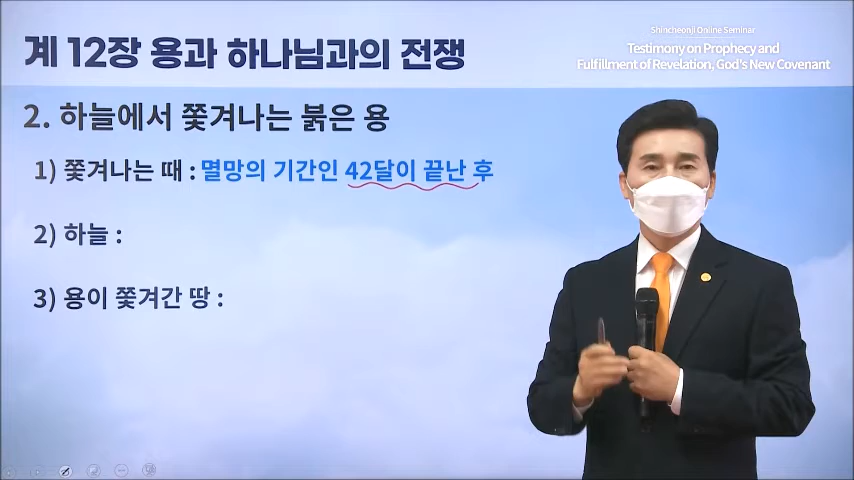 Shincheonji Online Seminar
계 12장 용과 하나님과의 전쟁
Testimony on Prophecy and
Fulfillment of Revelation, God's New Covenant
2. 하늘에서 쫓겨나는 붉은 용
1) 쫓겨나는 때 : 멸망의 기간인 42달이 끝난 후
2) 하늘 :
3) 용이 쫓겨간 땅 :